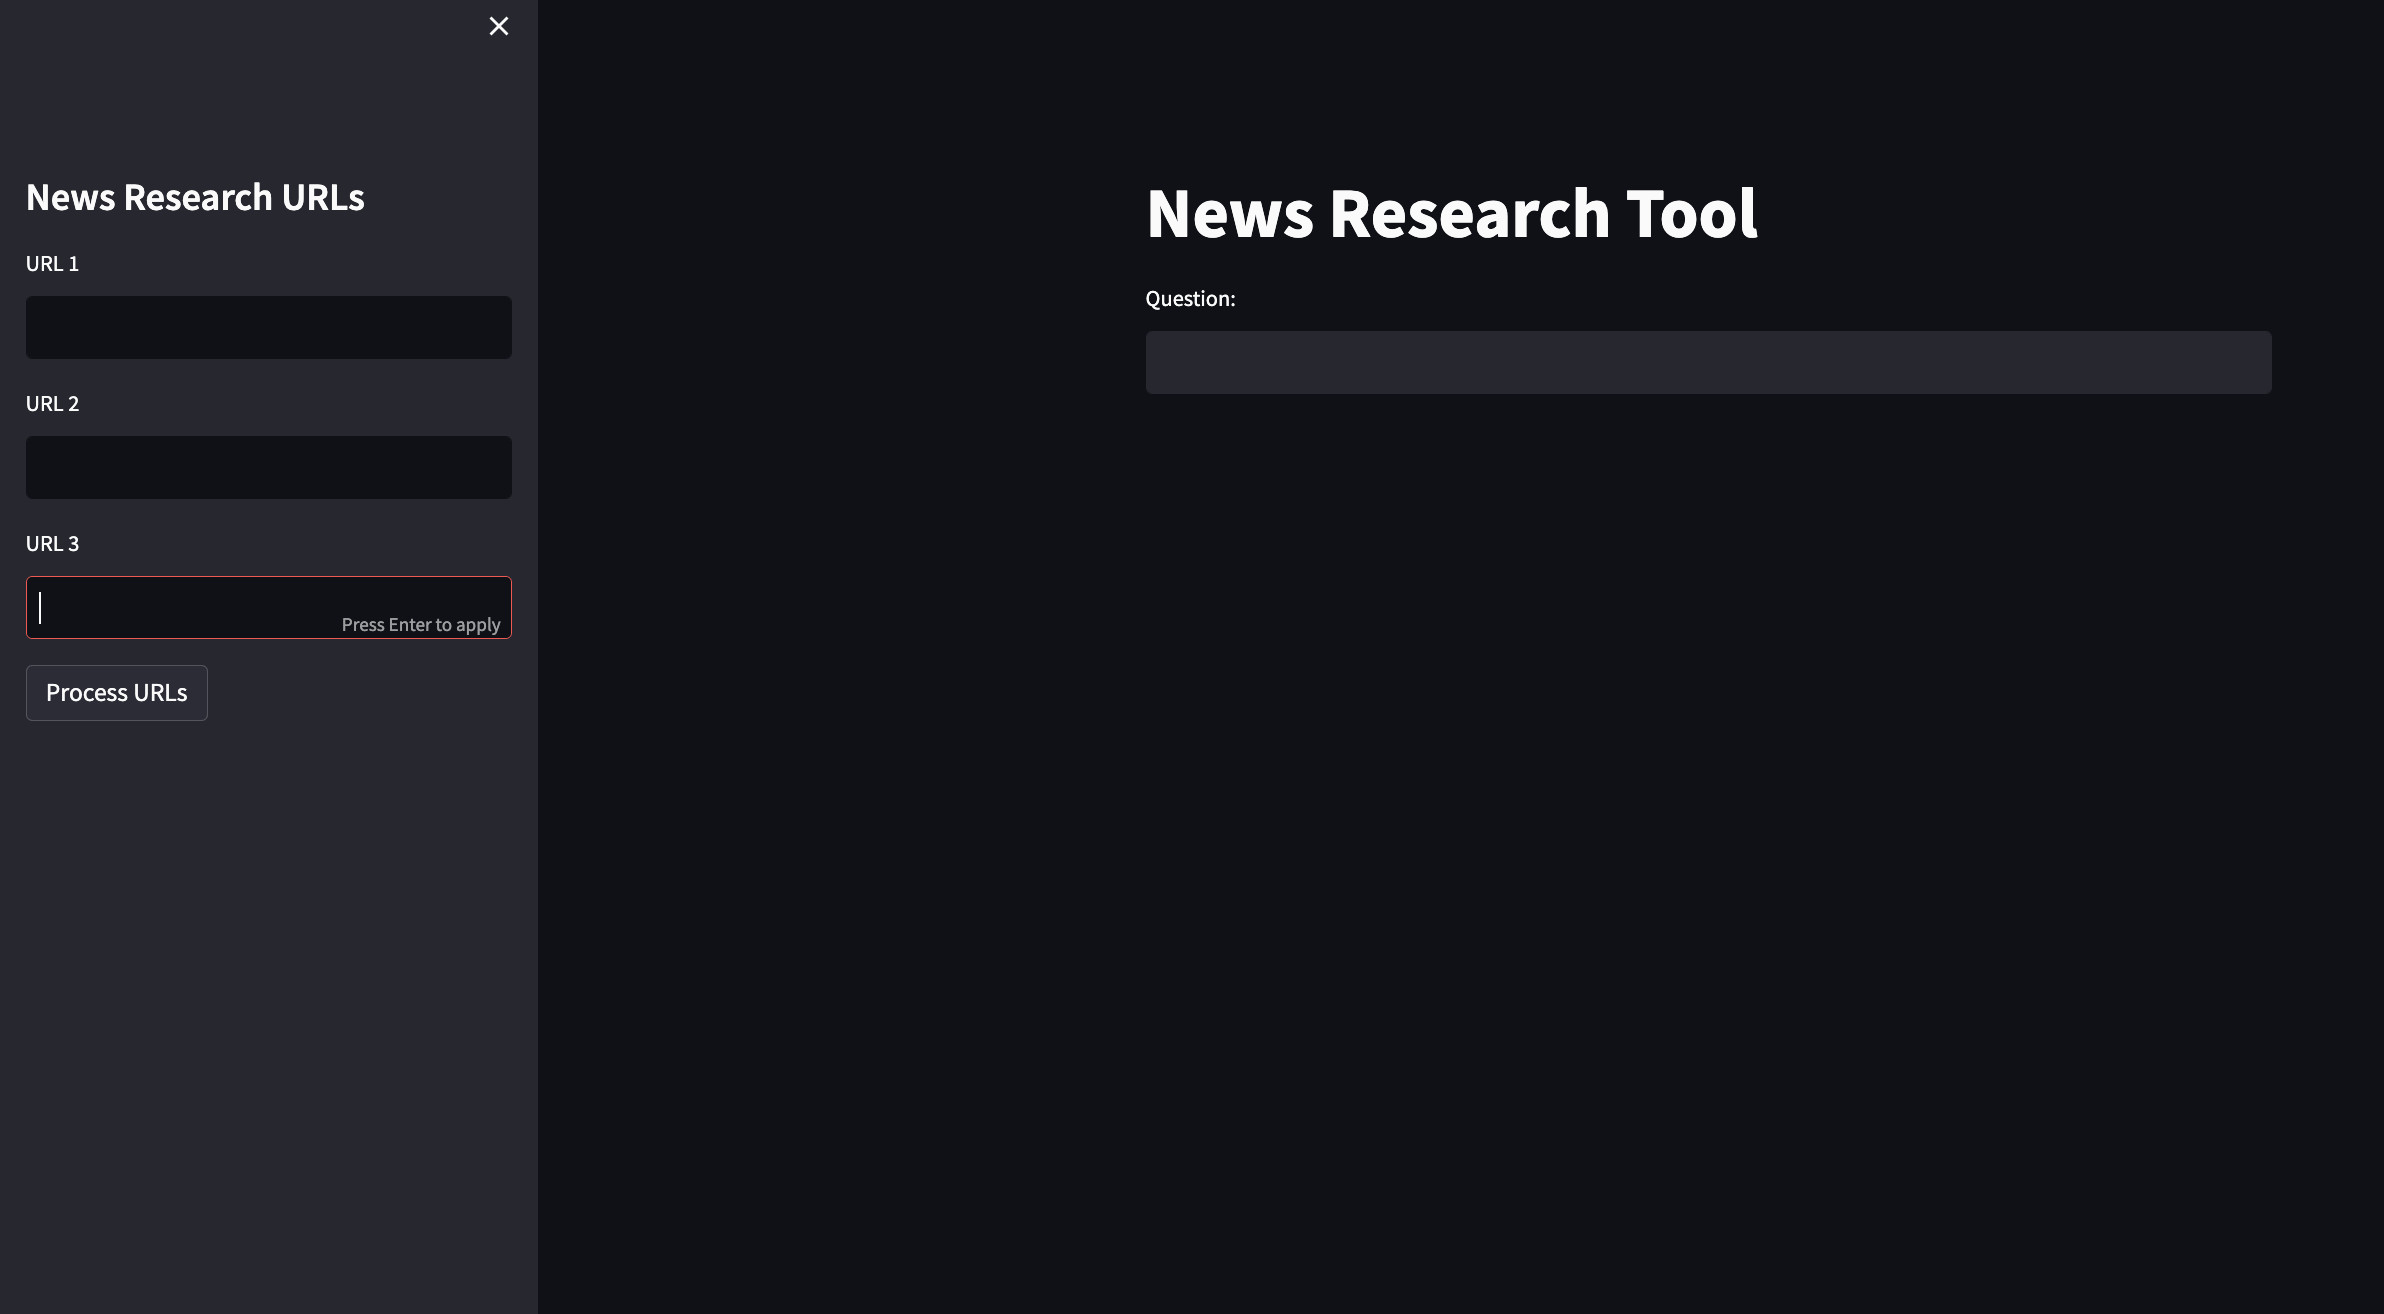 News Research URLs
URL 1
URL 2
URL 3
Press Enter to apply
Process URLs
News Research Tool
Question: